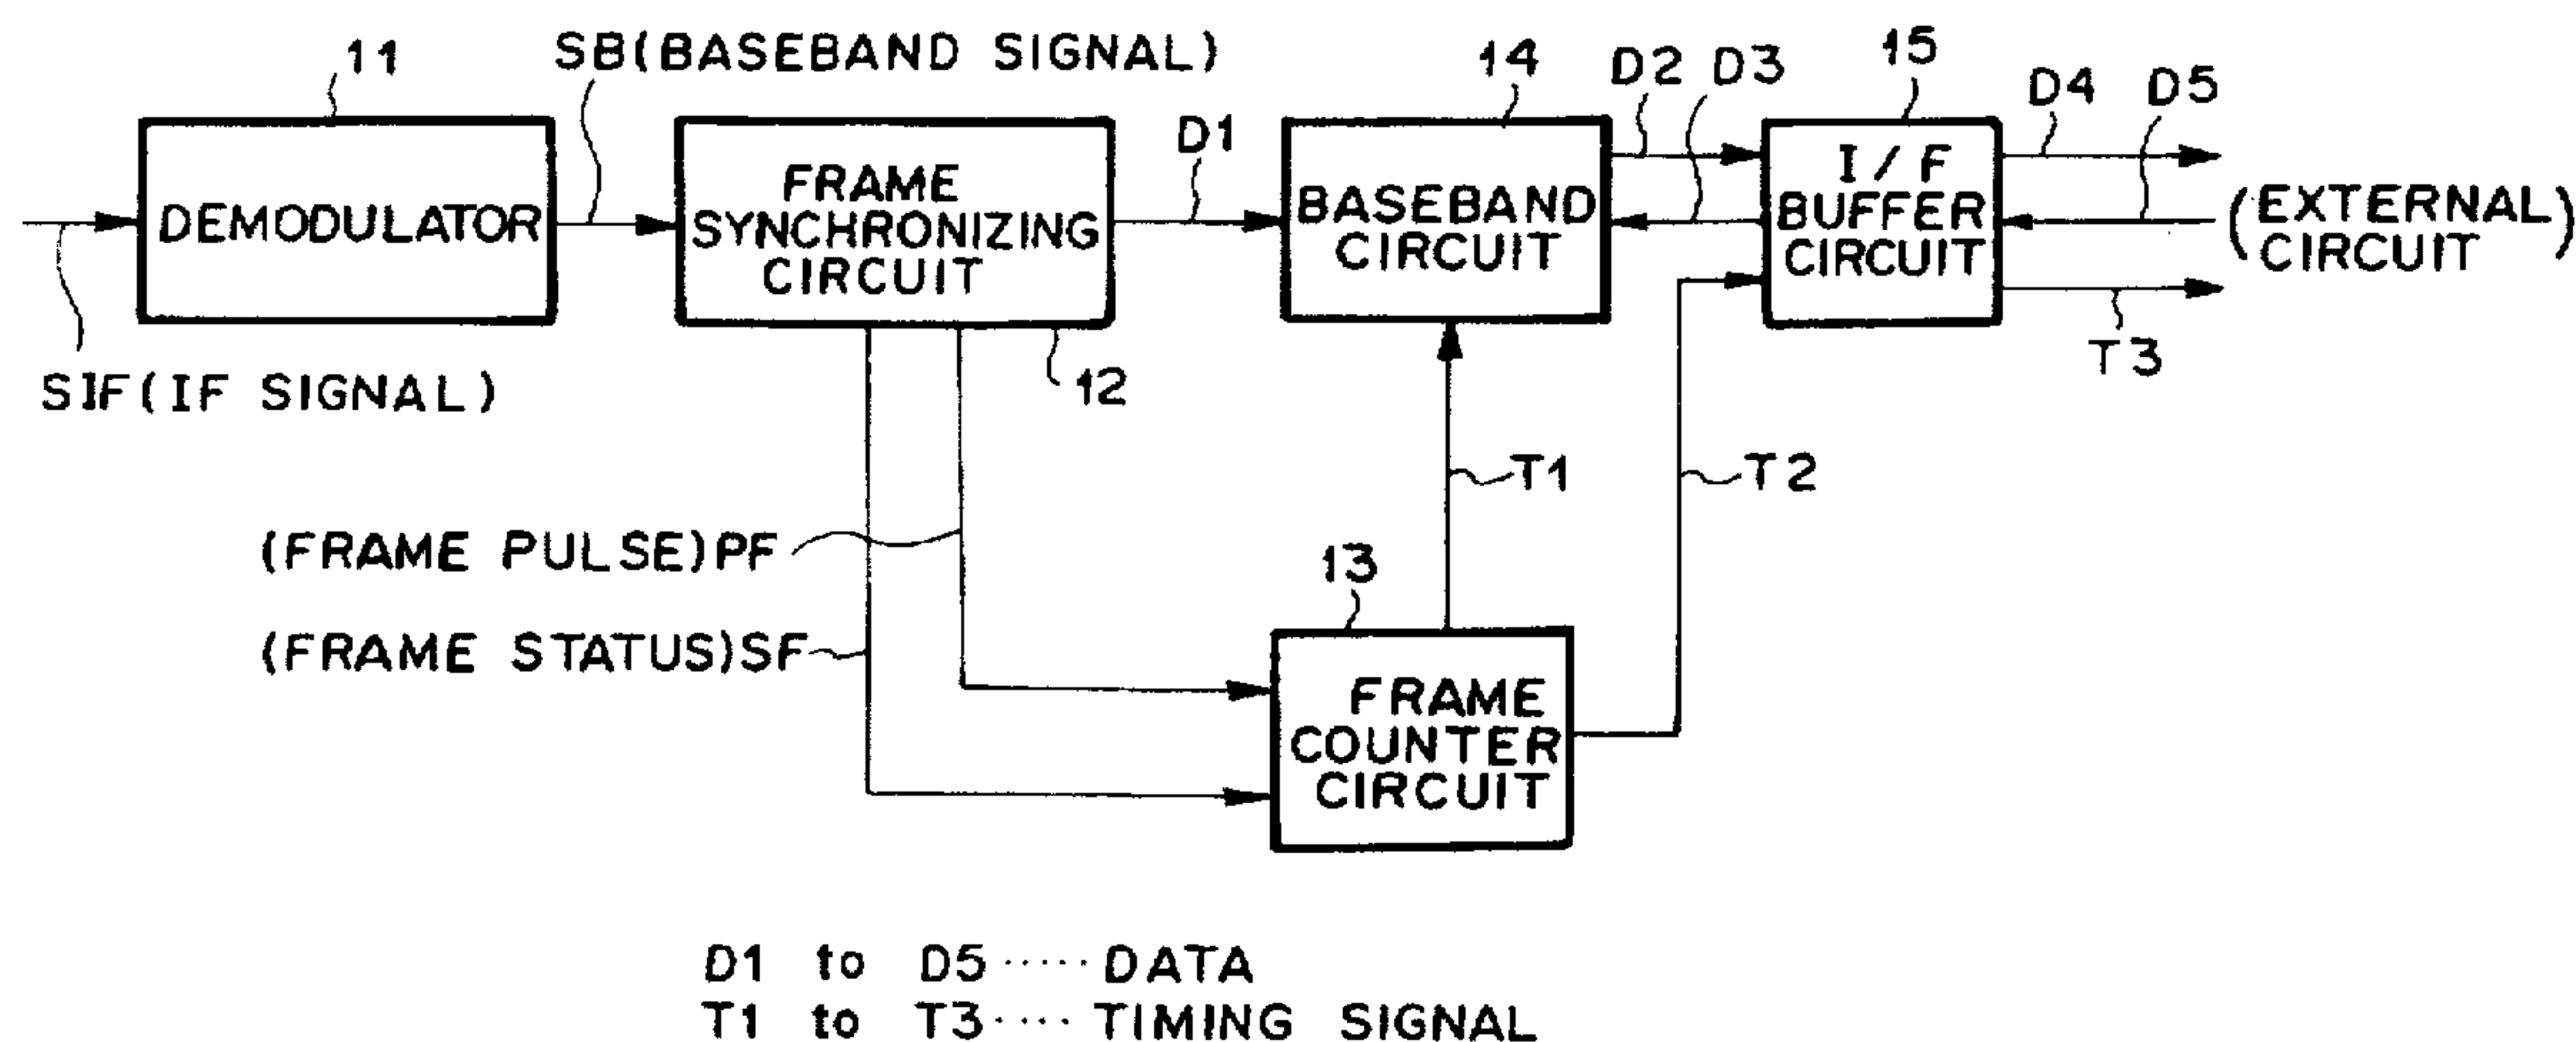 11
SB(BASEBAND SIGNAL)
14
D2
D3
15
D4
D5
D1
DEMODULATOR
FRAME
SYNCHRONIZING
CIRCUIT
BASEBAND
CIRCUIT
I/F
BUFFER
CIRCUIT
(EXTERNAL)
(CIRCUIT)
SIF(IF SIGNAL)
12
T3
T1
T2
(FRAME PULSE)PF
13
(FRAME STATUS)SF
FRAME
COUNTER
CIRCUIT
D1 to D5 ····· DATA
T1 to T3 ···· TIMING SIGNAL